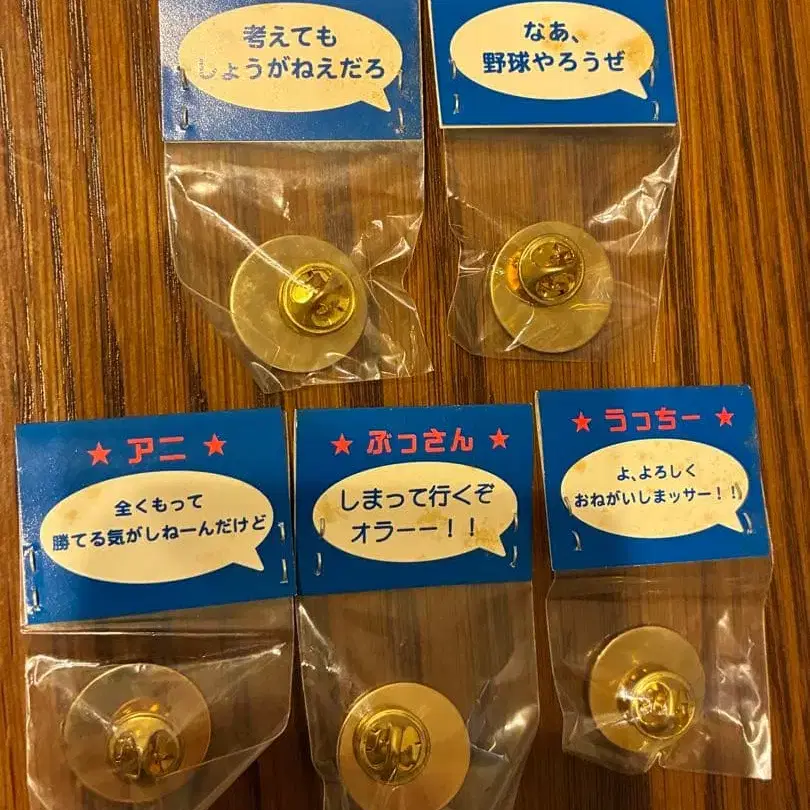 考えても
しょうがねえだろ
なあ、
野球やろうぜ
★ アニ ★
全くもって
勝てる気がしねーんだけど
★ ぶっさん ★
しまって行くぞ
オラーー！！
★ うっちー ★
よ､よろしく
おねがいしまッサー！！